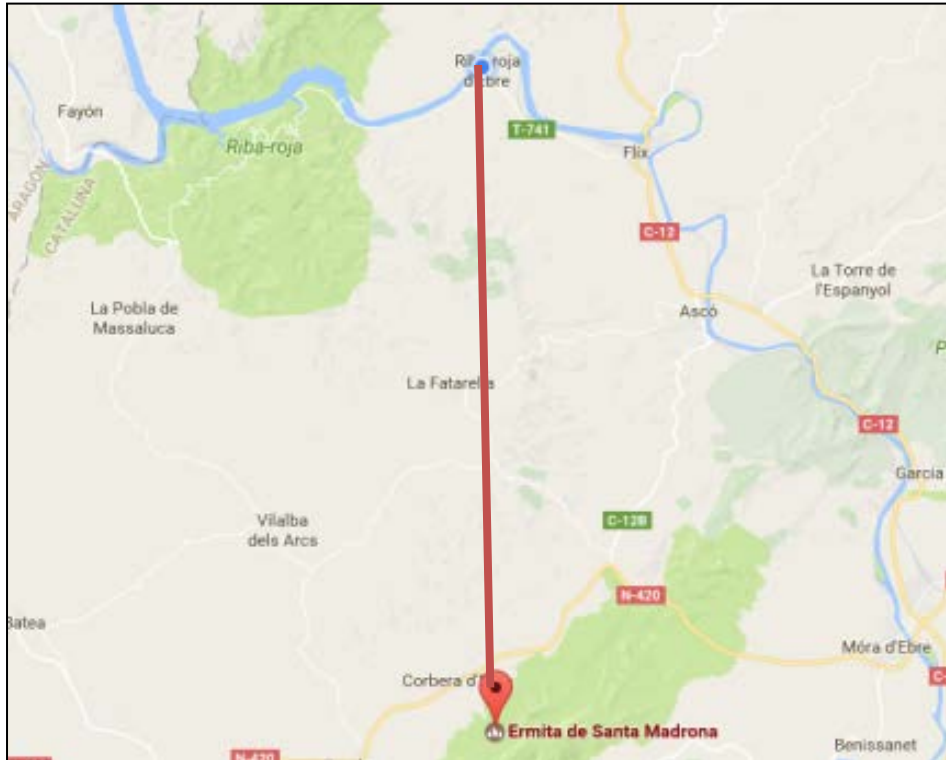 Riba-roja
d'Ebre
Fayón
T-741
Riba-roja
Flix
ARAGÓN
CATALUÑA
C-12
La Torre de
l'Espanyol
La Pobla de
Massaluca
Ascó
La Fatarella
C-12
Garcia
C-12B
Vilalba
dels Arcs
N-420
Batea
Móra d'Ebre
Corbera d'
Ermita de Santa Madrona
Benissanet
N-420